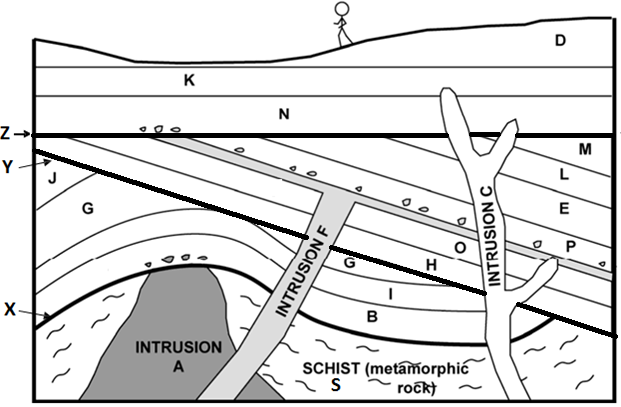 D
K
N
Z
M
Y
L
J
E
G
P
O
INTRUSION C
INTRUSION F
G
H
I
X
B
INTRUSION
A
SCHIST (metamorphic
S rock)